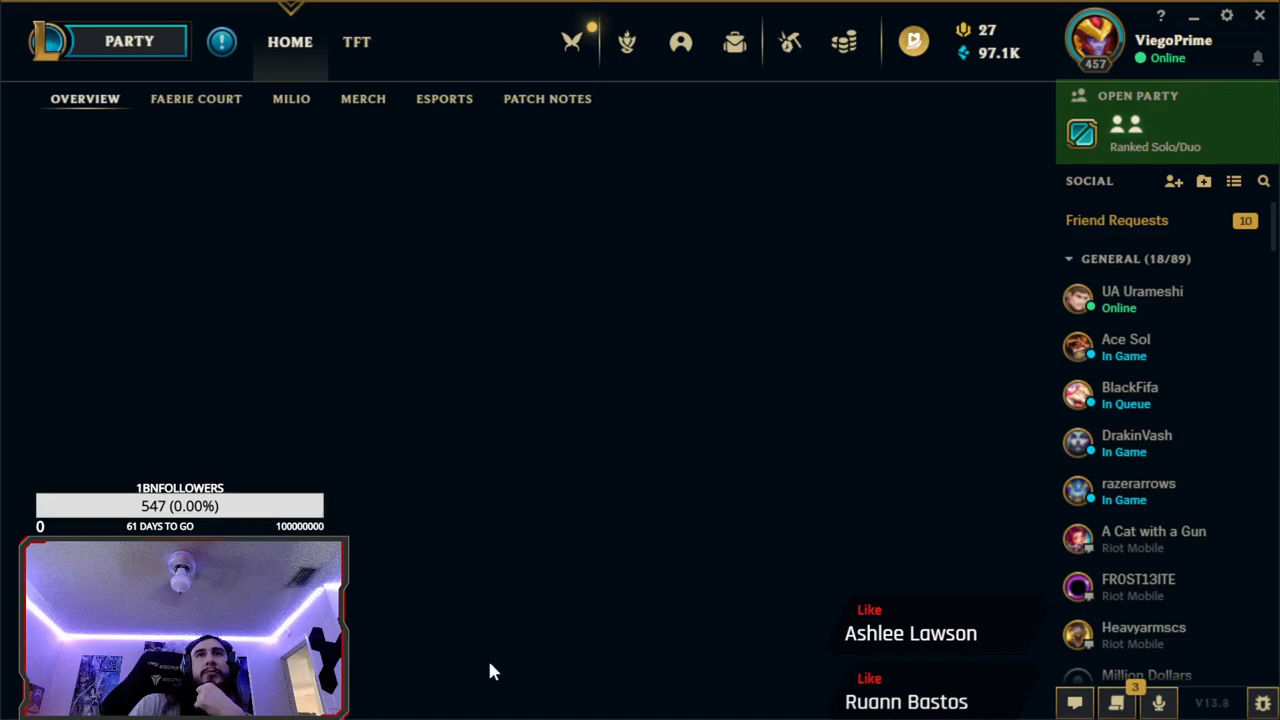 PARTY
HOME
TFT
27
97.1K
457
ViegoPrime
Online
OVERVIEW
FAERIE COURT
MILIO
MERCH
ESPORTS
PATCH NOTES
OPEN PARTY
Ranked Solo/Duo
SOCIAL
Friend Requests
10
GENERAL (18/89)
UA Urameshi
Online
Ace Sol
In Game
BlackFifa
In Queue
DrakinVash
In Game
razerarrows
In Game
A Cat with a Gun
Riot Mobile
FR0ST13ITE
Riot Mobile
Heavyarmscs
Riot Mobile
Million Dollars
3
V13.8
1BNFOLLOWERS
547 (0.00%)
0
61 DAYS TO GO
100000000
Like
Ashlee Lawson
Like
Ruann Bastos